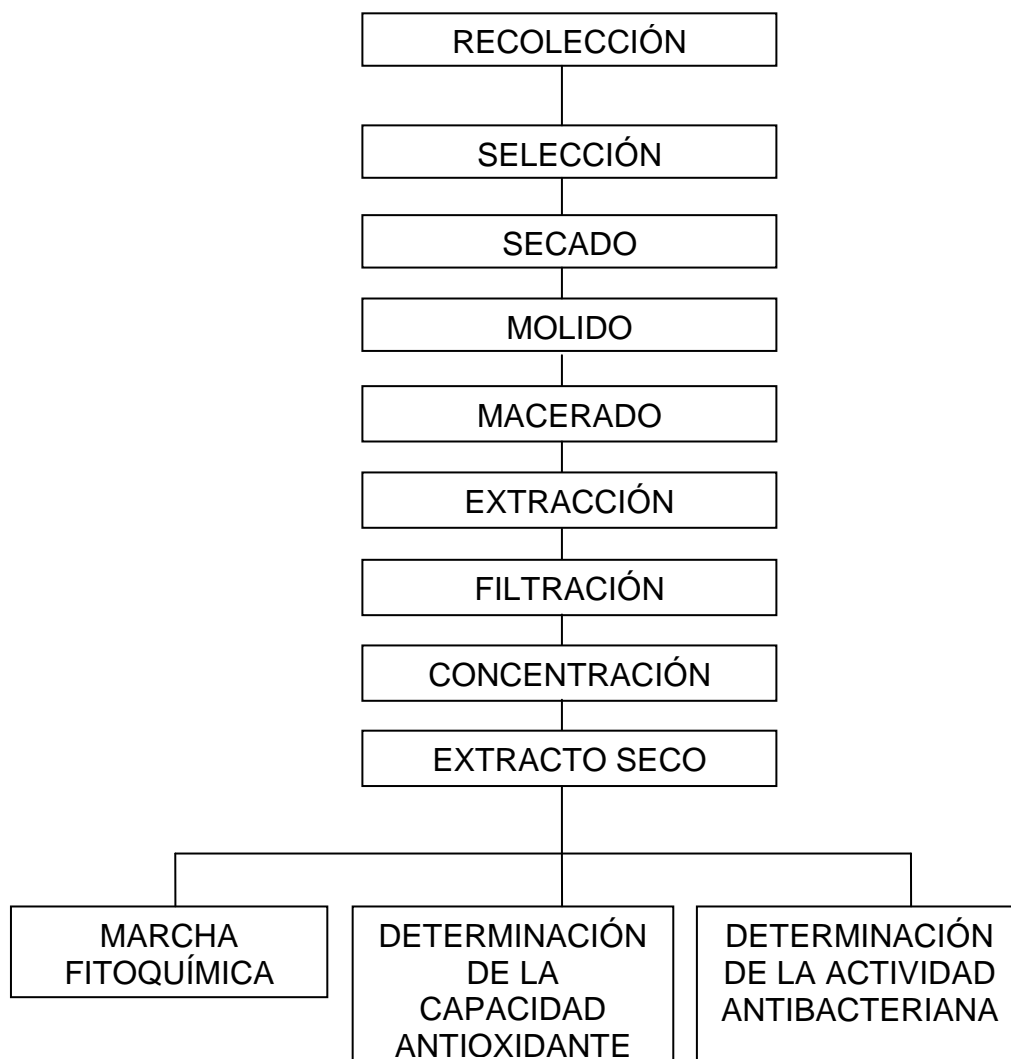 RECOLECCIÓN
SELECCIÓN
SECADO
MOLIDO
MACERADO
EXTRACCIÓN
FILTRACIÓN
CONCENTRACIÓN
EXTRACTO SECO
MARCHA
FITOQUÍMICA
DETERMINACIÓN
DE LA
CAPACIDAD
ANTIOXIDANTE
DETERMINACIÓN
DE LA ACTIVIDAD
ANTIBACTERIANA